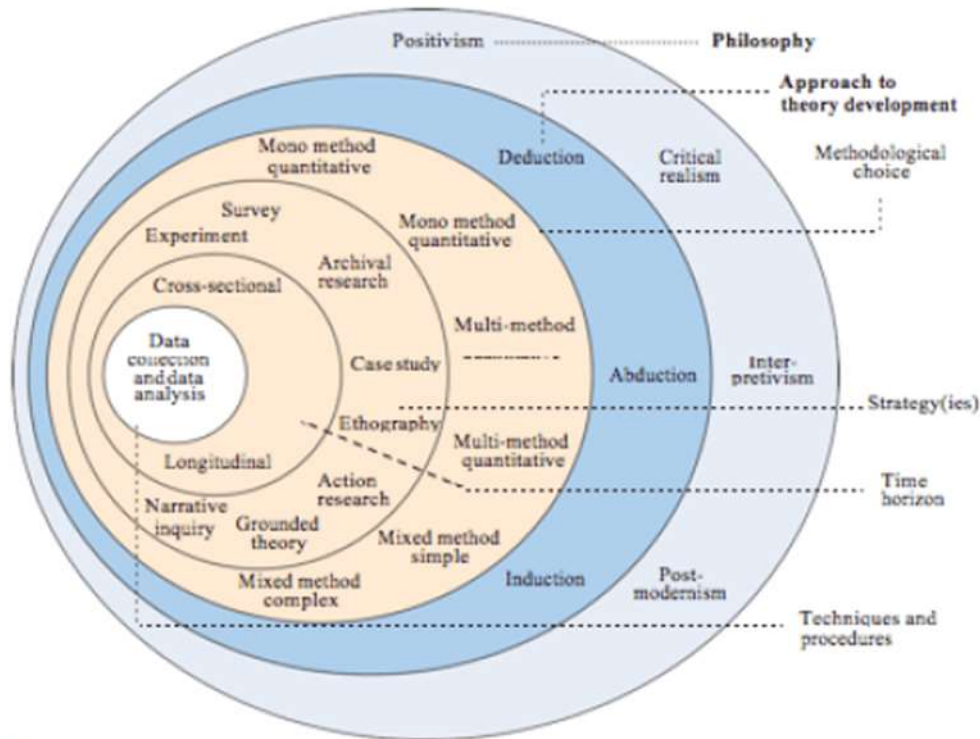 Positivism
Philosophy
Approach to
theory development
Mono method
quantitative
Deduction
Critical
realism
Methodological
choice
Survey
Experiment
Mono method
quantitative
Archival
research
Cross-sectional
Multi-method
Data
collection
and data
analysis
Case study
Abduction
Inter-
pretivism
Strategy(ies)
Ethography
Multi-method
quantitative
Longitudinal
Action
research
Time
horizon
Narrative
inquiry
Grounded
theory
Mixed method
simple
Mixed method
complex
Induction
Post-
modernism
Techniques and
procedures